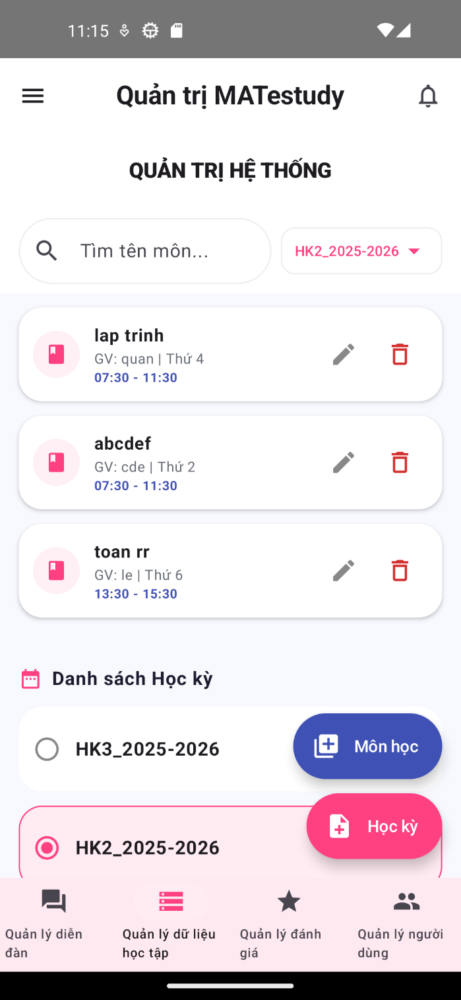 11:15
Quản trị MATestudy
QUẢN TRỊ HỆ THỐNG
Tìm tên môn...
HK2_2025-2026
lap trinh
GV: quan | Thứ 4
07:30 - 11:30
abcdef
GV: cde | Thứ 2
07:30 - 11:30
toan rr
GV: le | Thứ 6
13:30 - 15:30
Danh sách Học kỳ
HK3_2025-2026
Môn học
HK2_2025-2026
Học kỳ
Quản lý diễn
đàn
Quản lý dữ liệu
học tập
Quản lý đánh
giá
Quản lý người
dùng